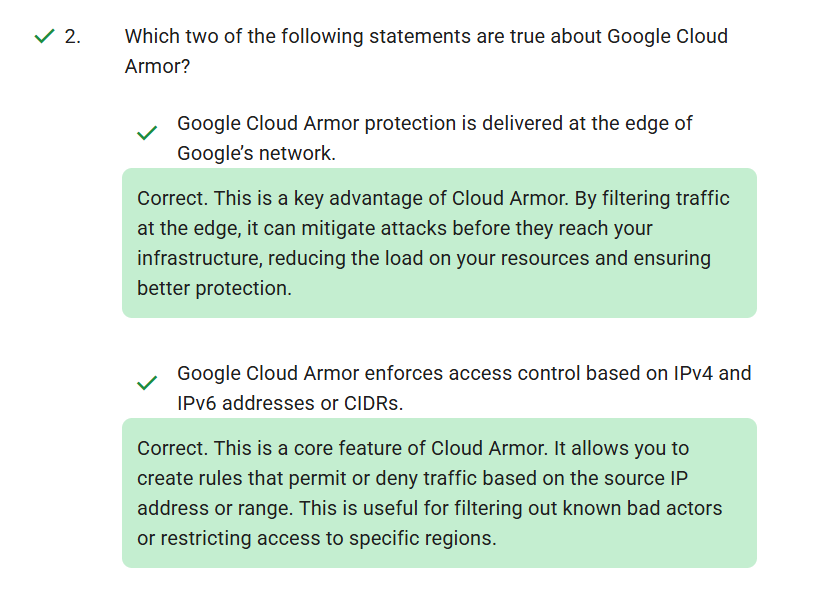 2. Which two of the following statements are true about Google Cloud
Armor?
Google Cloud Armor protection is delivered at the edge of
Google’s network.
Correct. This is a key advantage of Cloud Armor. By filtering traffic
at the edge, it can mitigate attacks before they reach your
infrastructure, reducing the load on your resources and ensuring
better protection.
Google Cloud Armor enforces access control based on IPv4 and
IPv6 addresses or CIDRs.
Correct. This is a core feature of Cloud Armor. It allows you to
create rules that permit or deny traffic based on the source IP
address or range. This is useful for filtering out known bad actors
or restricting access to specific regions.